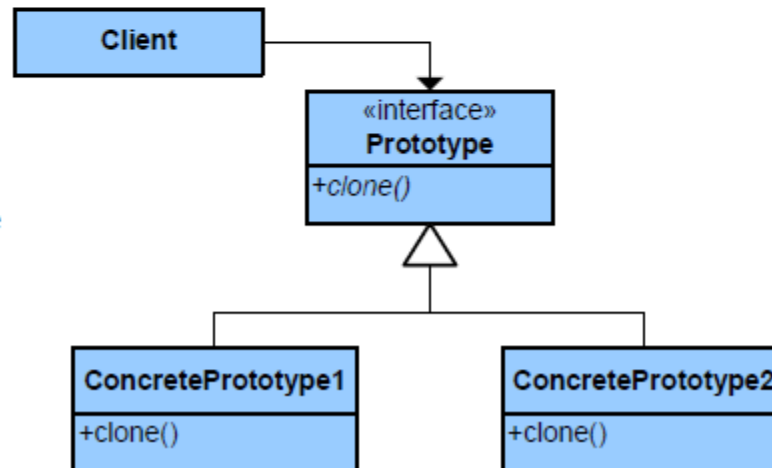 Client
«interface»
Prototype
+clone()
ConcretePrototype1
+clone()
ConcretePrototype2
+clone()